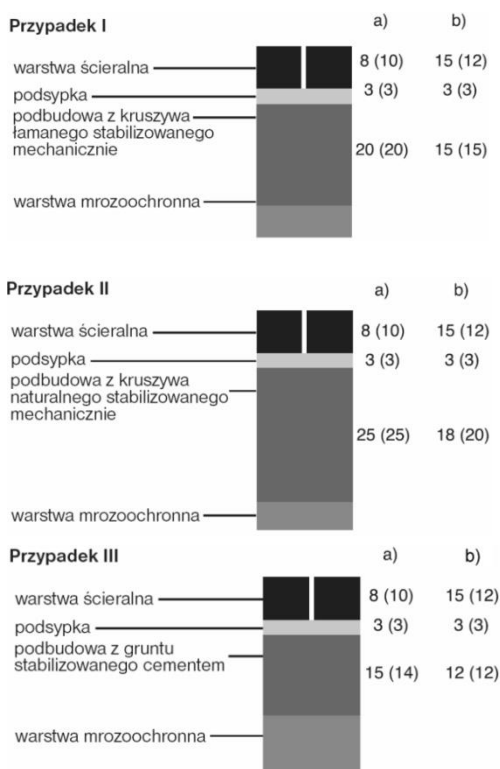 Przypadek I
a) b)
warstwa ścieralna 8 (10) 15 (12)
podsypka 3 (3) 3 (3)
podbudowa z kruszywa
łamanego stabilizowanego
mechanicznie 20 (20) 15 (15)
warstwa mrozoochronna
Przypadek II
a) b)
warstwa ścieralna 8 (10) 15 (12)
podsypka 3 (3) 3 (3)
podbudowa z kruszywa
naturalnego stabilizowanego
mechanicznie
25 (25) 18 (20)
warstwa mrozoochronna
Przypadek III
a) b)
warstwa ścieralna 8 (10) 15 (12)
podsypka 3 (3) 3 (3)
podbudowa z gruntu
stabilizowanego cementem
15 (14) 12 (12)
warstwa mrozoochronna